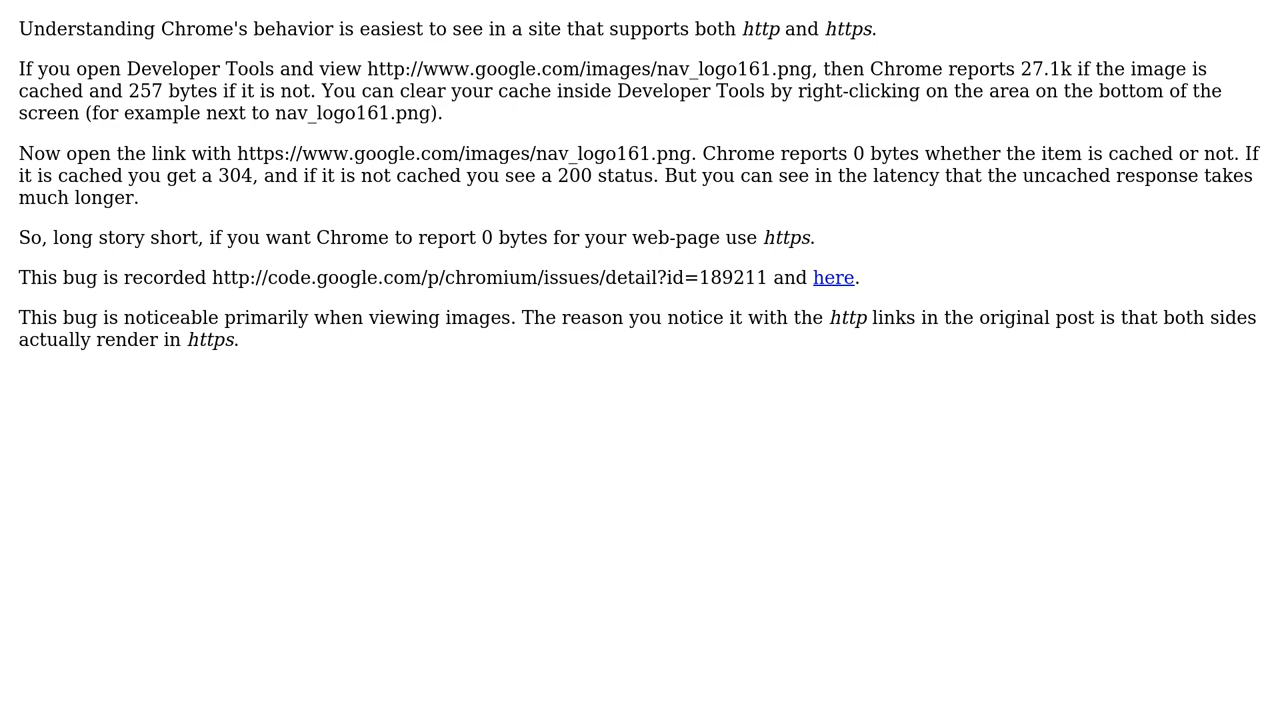 Understanding Chrome's behavior is easiest to see in a site that supports both http and https.
If you open Developer Tools and view http://www.google.com/images/nav_logo161.png, then Chrome reports 27.1k if the image is
cached and 257 bytes if it is not. You can clear your cache inside Developer Tools by right-clicking on the area on the bottom of the
screen (for example next to nav_logo161.png).
Now open the link with https://www.google.com/images/nav_logo161.png. Chrome reports 0 bytes whether the item is cached or not. If
it is cached you get a 304, and if it is not cached you see a 200 status. But you can see in the latency that the uncached response takes
much longer.
So, long story short, if you want Chrome to report 0 bytes for your web-page use https.
This bug is recorded http://code.google.com/p/chromium/issues/detail?id=189211 and here.
This bug is noticeable primarily when viewing images. The reason you notice it with the http links in the original post is that both sides
actually render in https.